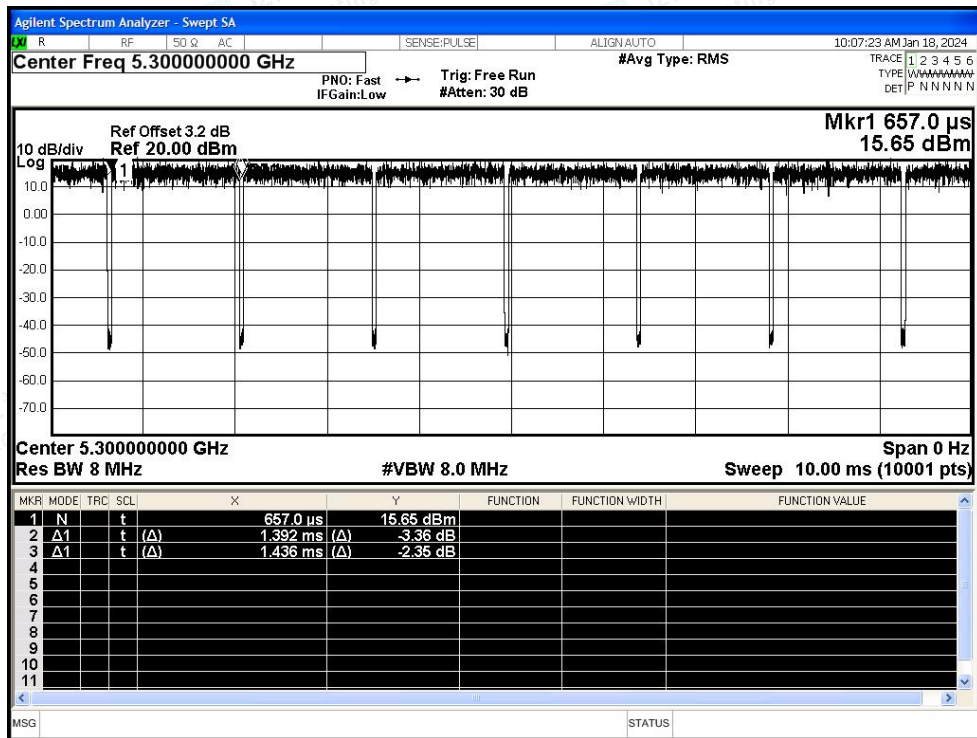 Agilent Spectrum Analyzer - Swept SA
LXI R RF 50 Ω AC SENSE:PULSE ALIGN AUTO 10:07:23 AM Jan 18, 2024
Center Freq 5.300000000 GHz
PNO: Fast
IFGain:Low
Trig: Free Run
#Atten: 30 dB
#Avg Type: RMS
TRACE 1 2 3 4 5 6
TYPE WWWWWW
DET P N N N N N
Mkr1 657.0 µs
15.65 dBm
Ref Offset 3.2 dB
10 dB/div Ref 20.00 dBm
Log
1
10.0
0.00
-10.0
-20.0
-30.0
-40.0
-50.0
-60.0
-70.0
Center 5.300000000 GHz Span 0 Hz
Res BW 8 MHz #VBW 8.0 MHz Sweep 10.00 ms (10001 pts)
MKR MODE TRC SCL X Y FUNCTION FUNCTION WIDTH FUNCTION VALUE
1 N t 657.0 µs 15.65 dBm
2 Δ1 t (Δ) 1.392 ms (Δ) -3.36 dB
3 Δ1 t (Δ) 1.436 ms (Δ) -2.35 dB
4
5
6
7
8
9
10
11
MSG STATUS